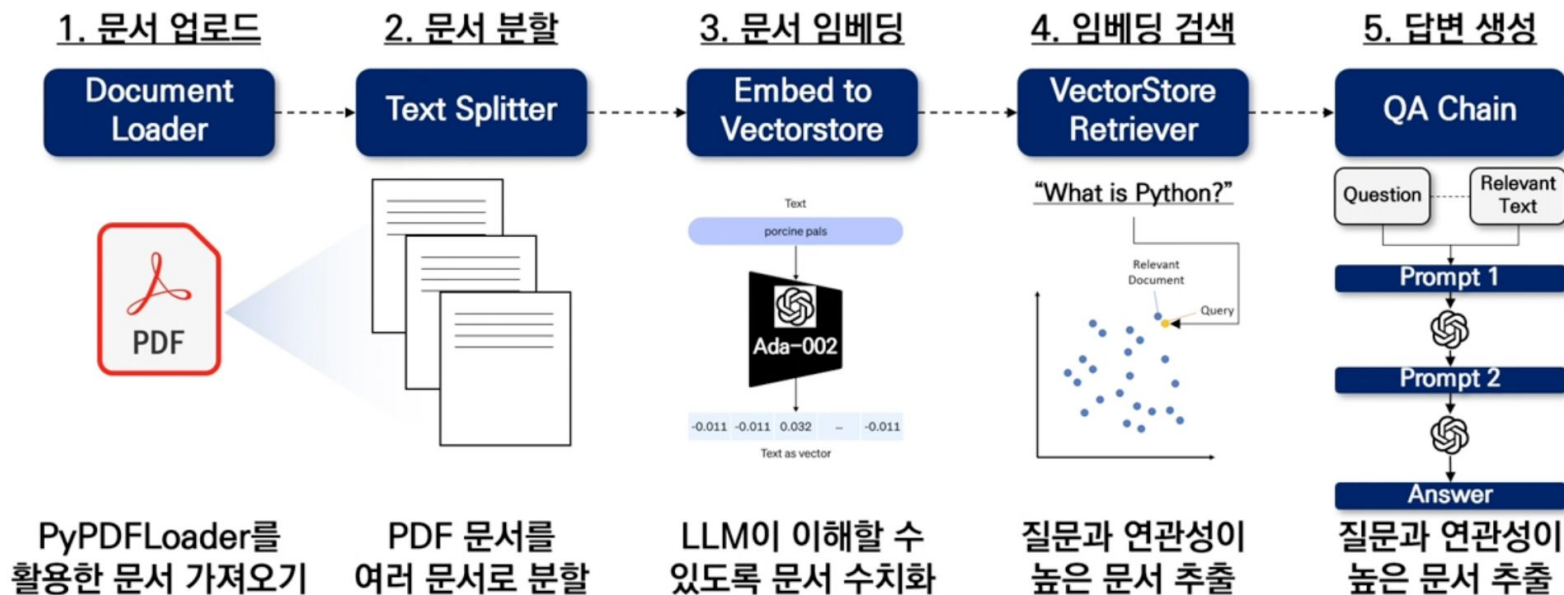 1. 문서 업로드
2. 문서 분할
3. 문서 임베딩
4. 임베딩 검색
5. 답변 생성
Document
Loader
Text Splitter
Embed to
Vectorstore
VectorStore
Retriever
QA Chain
PDF
Text
porcine pals
Ada-002
-0.011 -0.011 0.032 ... -0.011
Text as vector
“What is Python?”
Relevant
Document
Query
Question
Relevant
Text
Prompt 1
Prompt 2
Answer
PyPDFLoader를
활용한 문서 가져오기
PDF 문서를
여러 문서로 분할
LLM이 이해할 수
있도록 문서 수치화
질문과 연관성이
높은 문서 추출
질문과 연관성이
높은 문서 추출